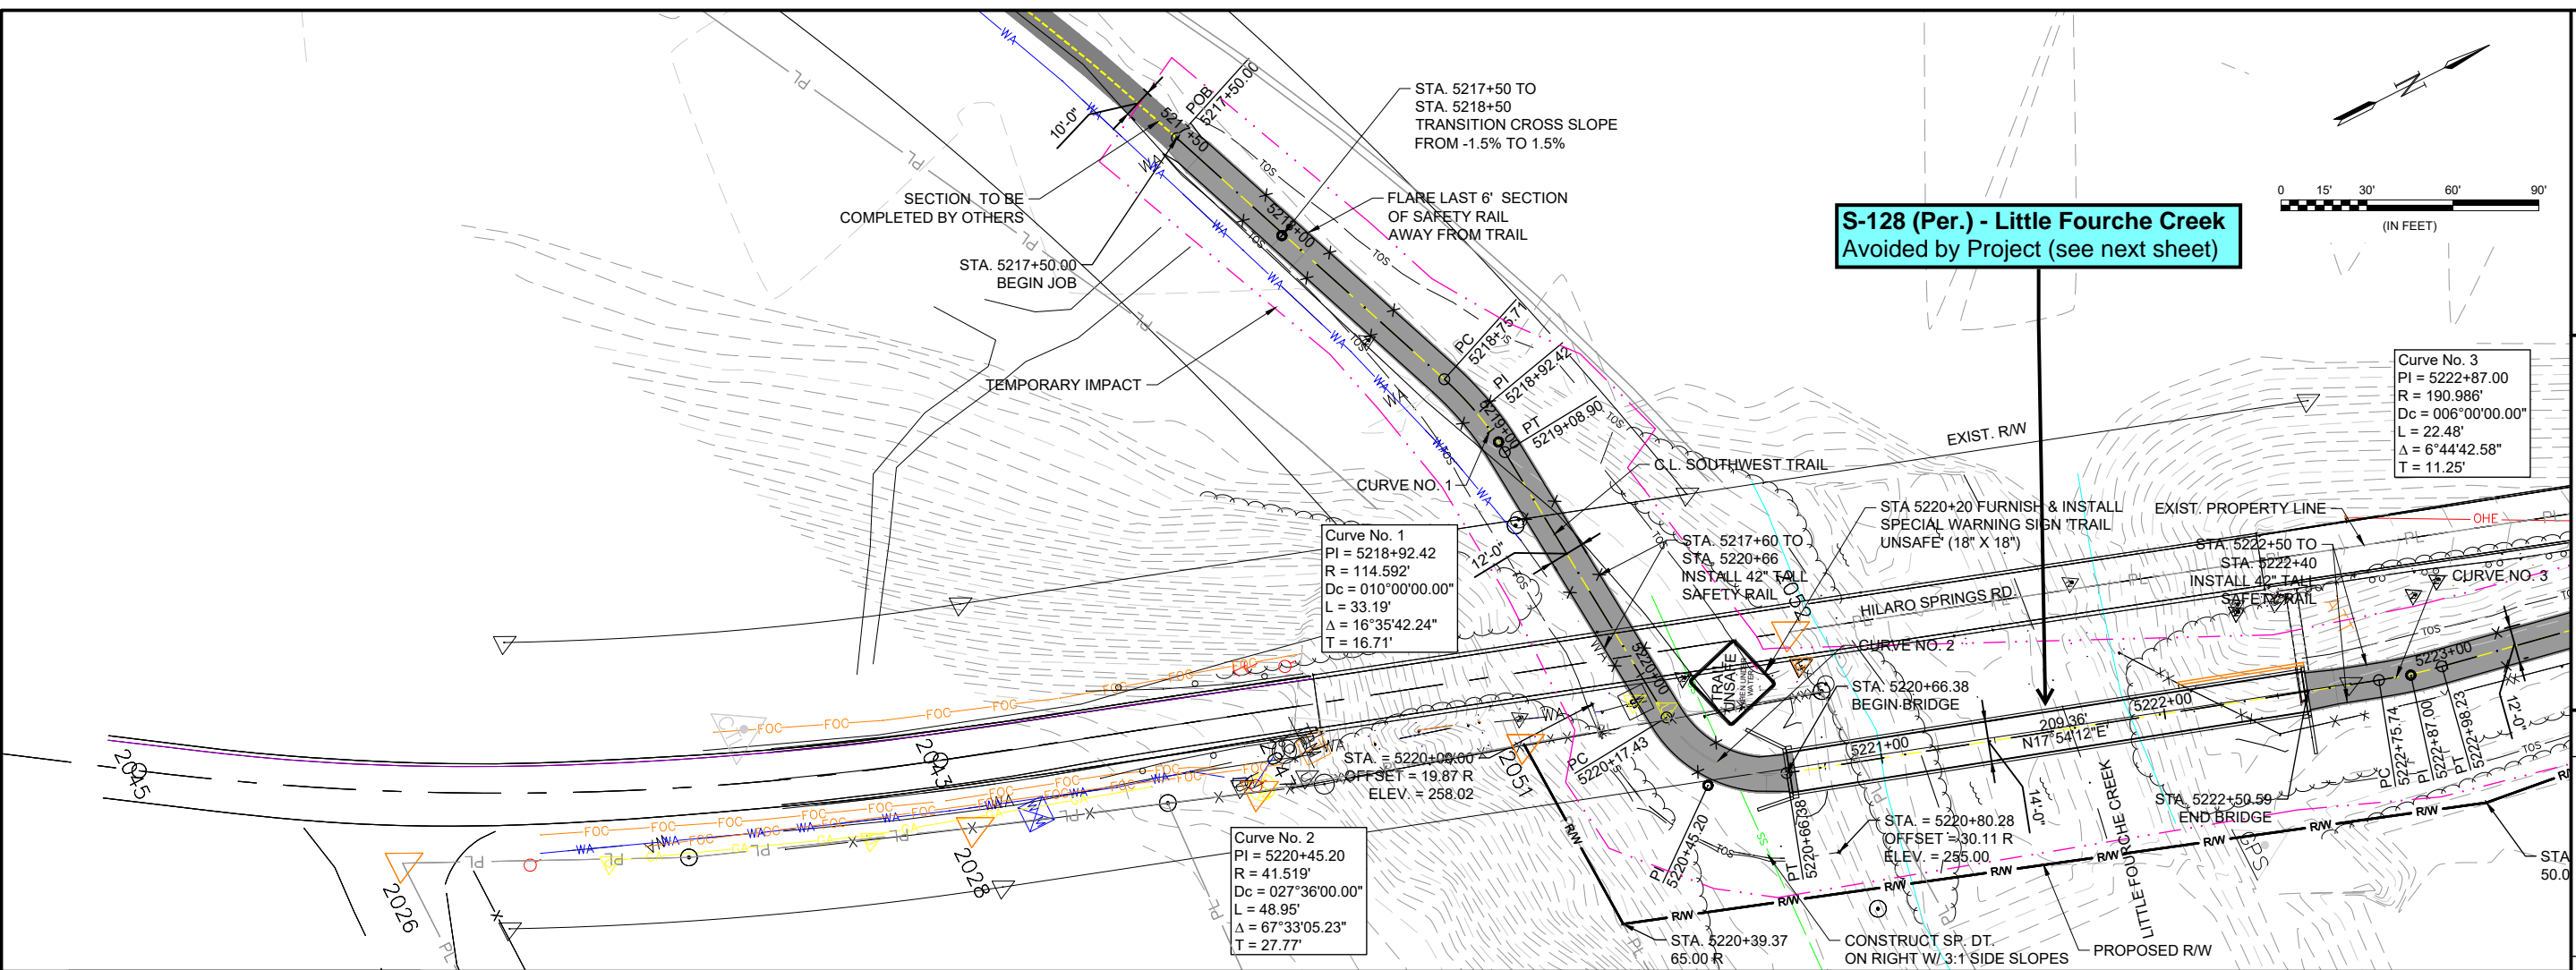 STA. 5217+50 TO
STA. 5218+50
TRANSITION CROSS SLOPE
FROM -1.5% TO 1.5%
POB
5217+50.00
10'-0"
5217+50
N
0 15' 30' 60' 90'
(IN FEET)
SECTION TO BE
COMPLETED BY OTHERS
FLARE LAST 6' SECTION
OF SAFETY RAIL
AWAY FROM TRAIL
STA. 5217+50.00
BEGIN JOB
5218+00
S-128 (Per.) - Little Fourche Creek
Avoided by Project (see next sheet)
TEMPORARY IMPACT
PC
5218+75.71
PI
5218+92.42
PT
5219+08.90
5219+00
Curve No. 3
PI = 5222+87.00
R = 190.986'
Dc = 006°00'00.00"
L = 22.48'
Δ = 6°44'42.58"
T = 11.25'
EXIST. R/W
C.L. SOUTHWEST TRAIL
CURVE NO. 1
Curve No. 1
PI = 5218+92.42
R = 114.592'
Dc = 010°00'00.00"
L = 33.19'
Δ = 16°35'42.24"
T = 16.71'
12'-0"
STA. 5217+60 TO
STA. 5220+66
INSTALL 42" TALL
SAFETY RAIL
STA 5220+20 FURNISH & INSTALL
SPECIAL WARNING SIGN 'TRAIL
UNSAFE' (18" X 18")
EXIST. PROPERTY LINE
OHE
STA. 5222+50 TO
STA. 5222+40
INSTALL 42" TALL
SAFETY RAIL
CURVE NO. 3
HILARO SPRINGS RD.
2052
CURVE NO. 2
TRAIL
UNSAFE
WHEN UNDER
WATER
5220+00
STA. 5220+66.38
BEGIN BRIDGE
5221+00
209.36'
N17°54'12"E
5222+00
5223+00
PC
5222+75.74
PI
5222+87.00
PT
5222+98.23
12'-0"
14'-0"
LITTLE FOURCHE CREEK
STA. 5222+50.59
END BRIDGE
GPS
STA. = 5220+00.00
OFFSET = 19.87 R
ELEV. = 258.02
2051
PC
5220+17.43
PI
5220+45.20
PT
5220+66.38
STA. = 5220+80.28
OFFSET = 30.11 R
ELEV. = 255.00
2045
2043
2026
2028
Curve No. 2
PI = 5220+45.20
R = 41.519'
Dc = 027°36'00.00"
L = 48.95'
Δ = 67°33'05.23"
T = 27.77'
STA. 5220+39.37
65.00 R
CONSTRUCT SP. DT.
ON RIGHT W/ 3:1 SIDE SLOPES
PROPOSED R/W
STA
50.0